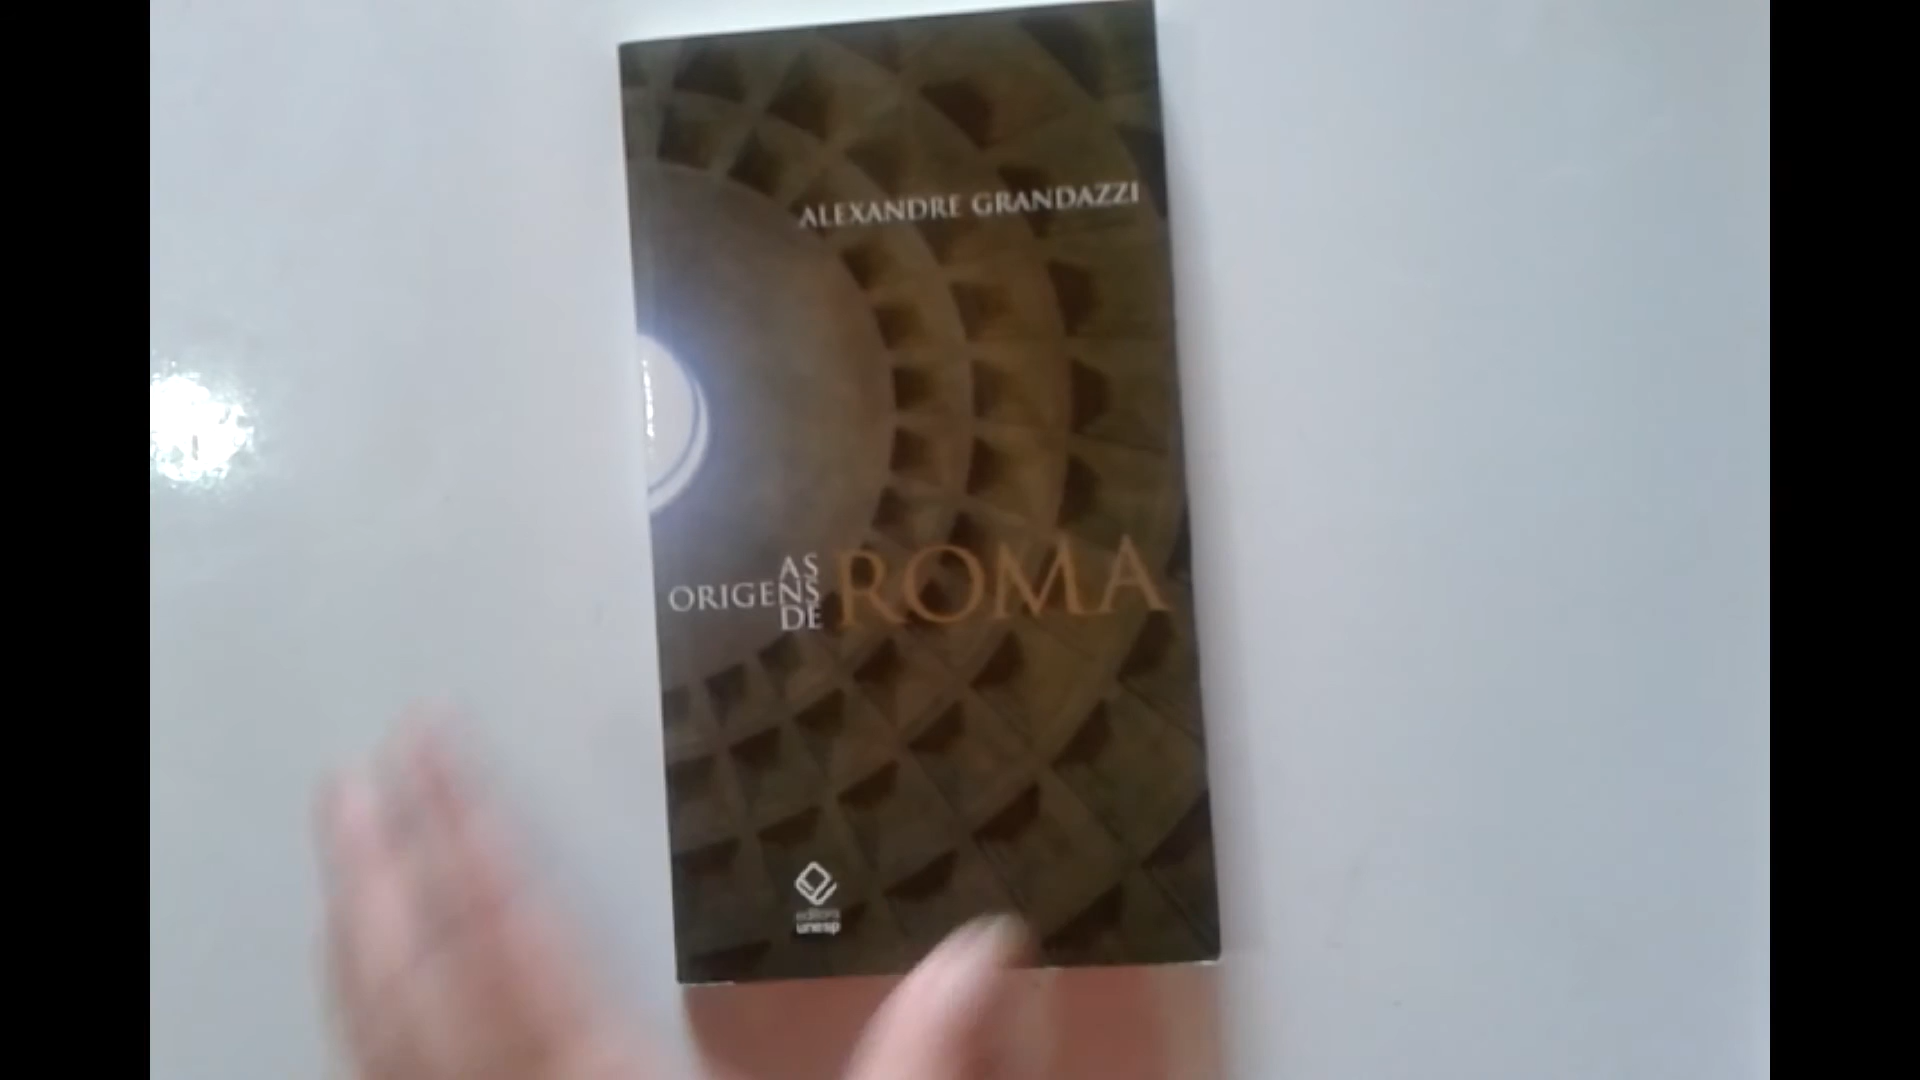 ALEXANDRE GRANDAZZI
AS
ORIGENS
DE
ROMA
editora
unesp